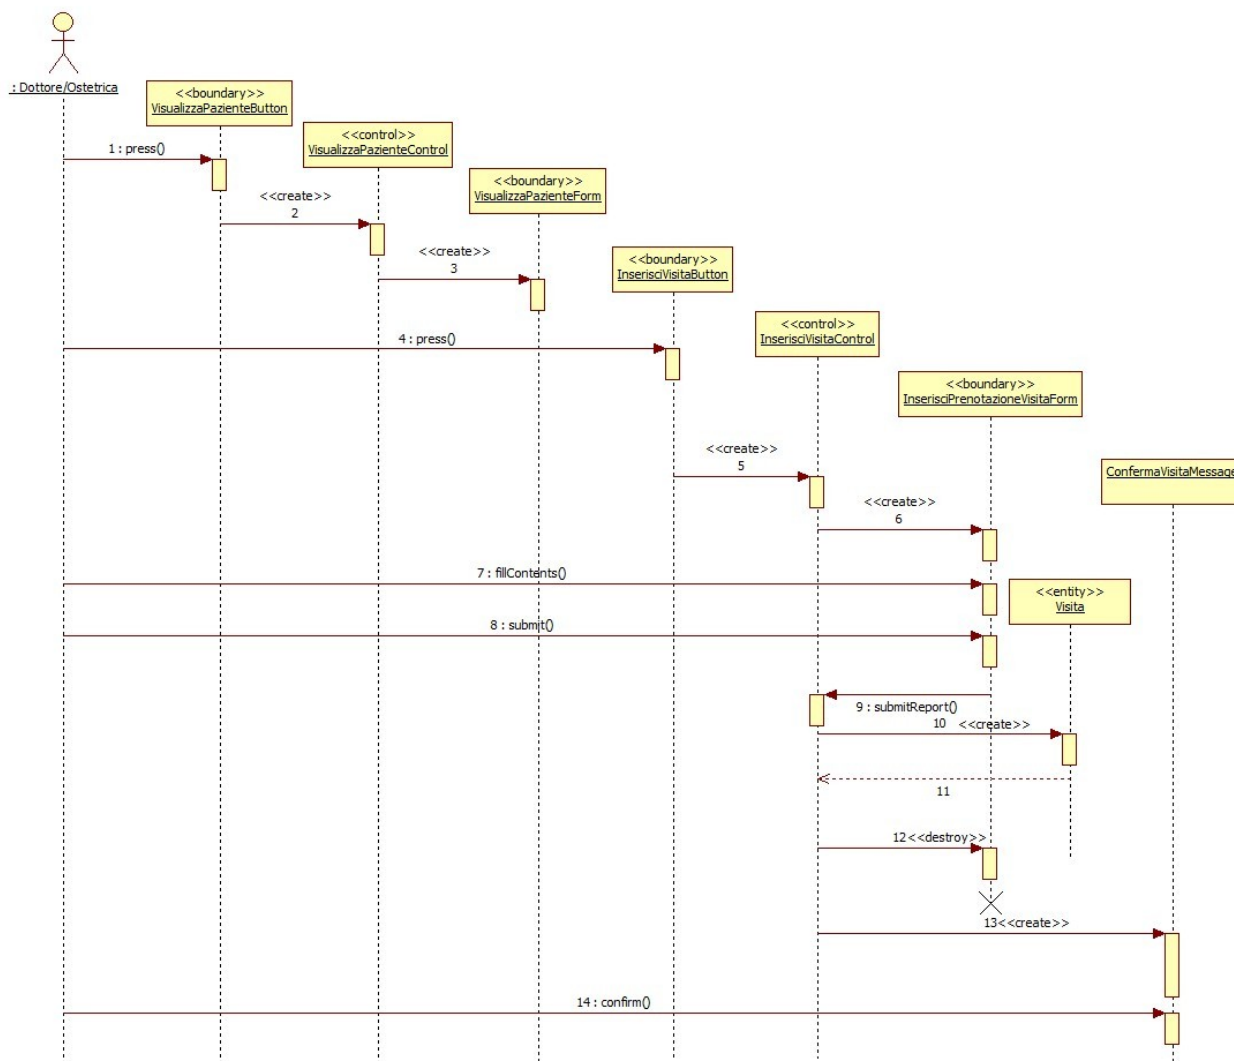 : Dottore/Ostetrica
<<boundary>>
VisualizzaPazienteButton
<<control>>
VisualizzaPazienteControl
1 : press()
<<boundary>>
VisualizzaPazienteForm
<<create>>
2
<<create>>
3
<<boundary>>
InserisciVisitaButton
<<control>>
InserisciVisitaControl
4 : press()
<<boundary>>
InserisciPrenotazioneVisitaForm
<<create>>
5
ConfermaVisitaMessage
<<create>>
6
7 : fillContents()
<<entity>>
Visita
8 : submit()
9 : submitReport()
10 <<create>>
11
12<<destroy>>
13<<create>>
14 : confirm()